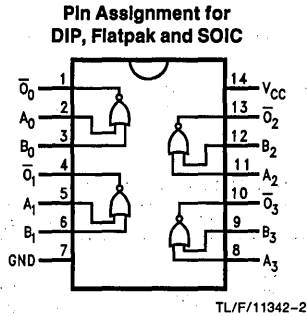 Pin Assignment for
DIP, Flatpak and SOIC
O̅0 1 14 VCC
A0 2 13 O̅2
B0 3 12 B2
O̅1 4 11 A2
A1 5 10 O̅3
B1 6 9 B3
GND 7 8 A3
TL/F/11342-2